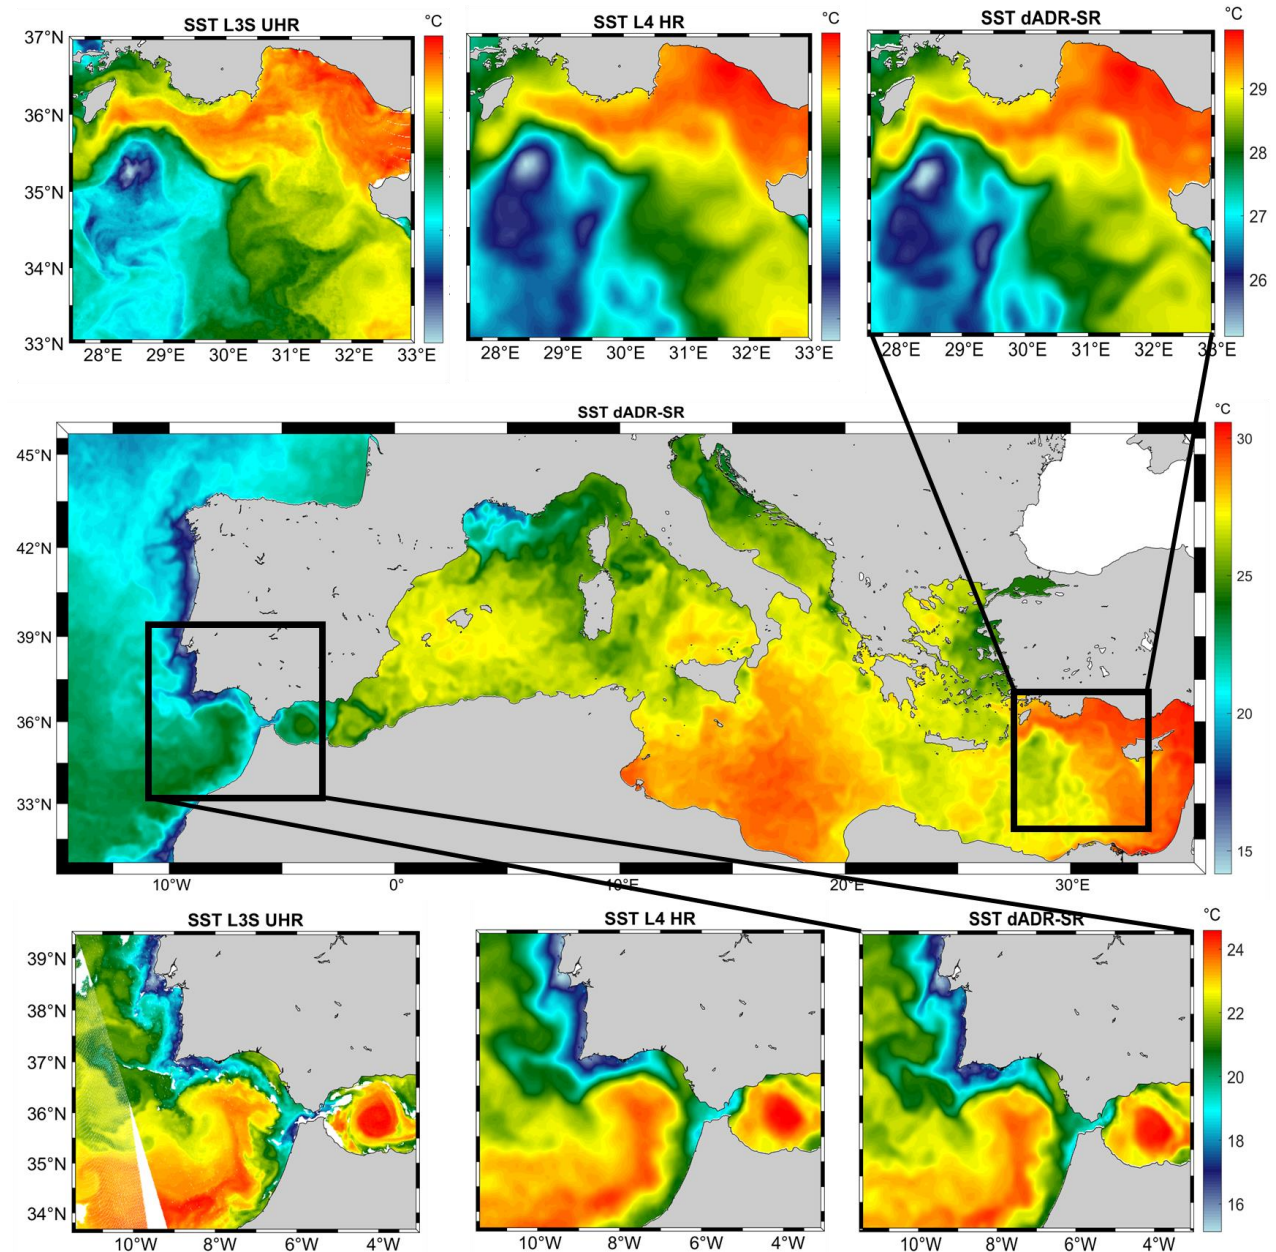 SST L3S UHR
°C
SST L4 HR
°C
SST dADR-SR
°C
37°N
36°N
35°N
34°N
33°N
29
28
27
26
28°E 29°E 30°E 31°E 32°E 33°E
28°E 29°E 30°E 31°E 32°E 33°E
28°E 29°E 30°E 31°E 32°E 33°E
SST dADR-SR
°C
45°N
42°N
39°N
36°N
33°N
30
25
20
15
10°W 0° 10°E 20°E 30°E
SST L3S UHR
SST L4 HR
SST dADR-SR
°C
39°N
38°N
37°N
36°N
35°N
34°N
24
22
20
18
16
10°W 8°W 6°W 4°W
10°W 8°W 6°W 4°W
10°W 8°W 6°W 4°W